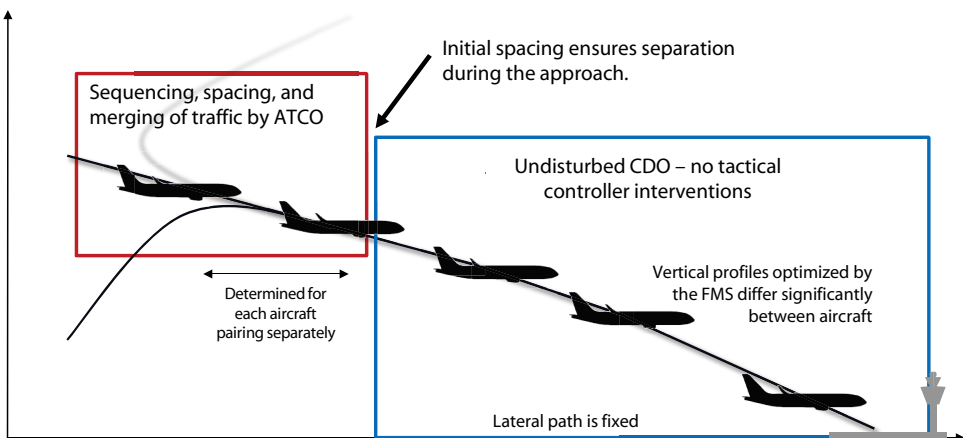 Initial spacing ensures separation
during the approach.
Sequencing, spacing, and
merging of traffic by ATCO
Undisturbed CDO – no tactical
controller interventions
Vertical profiles optimized by
the FMS differ significantly
between aircraft
Determined for
each aircraft
pairing separately
Lateral path is fixed